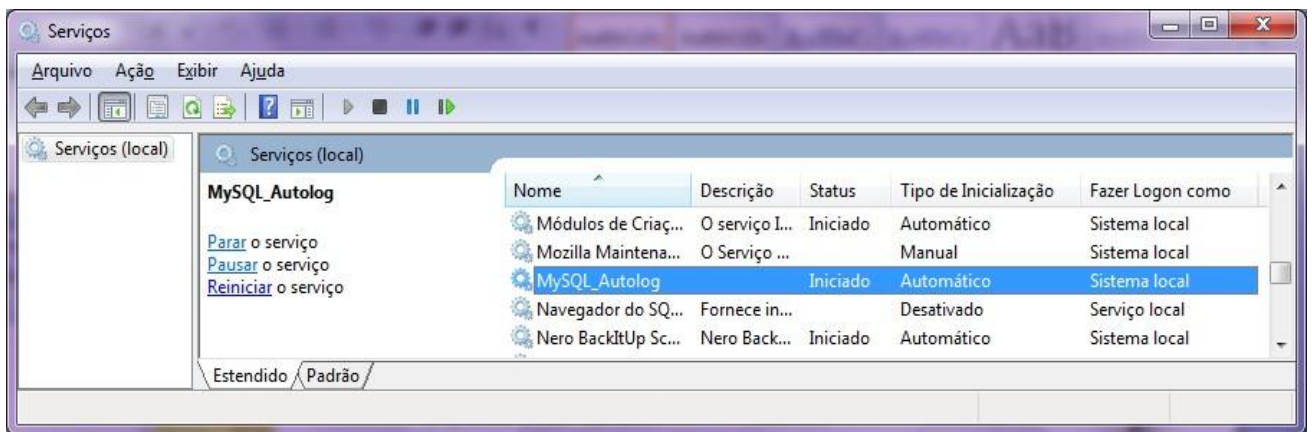 Serviços
Arquivo Ação Exibir Ajuda
Serviços (local)
Serviços (local)
MySQL_Autolog
Parar o serviço
Pausar o serviço
Reiniciar o serviço
Nome Descrição Status Tipo de Inicialização Fazer Logon como
Módulos de Criaç... O serviço I... Iniciado Automático Sistema local
Mozilla Maintena... O Serviço ... Manual Sistema local
MySQL_Autolog Iniciado Automático Sistema local
Navegador do SQ... Fornece in... Desativado Serviço local
Nero BackItUp Sc... Nero Back... Iniciado Automático Sistema local
Estendido Padrão